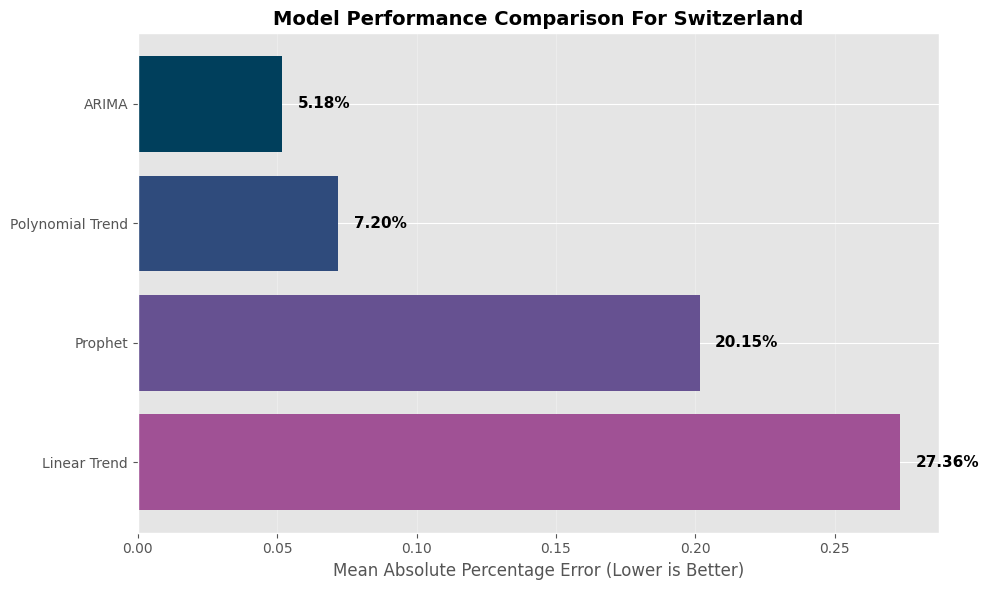 Model Performance Comparison For Switzerland
ARIMA
5.18%
Polynomial Trend
7.20%
Prophet
20.15%
Linear Trend
27.36%
0.00 0.05 0.10 0.15 0.20 0.25
Mean Absolute Percentage Error (Lower is Better)